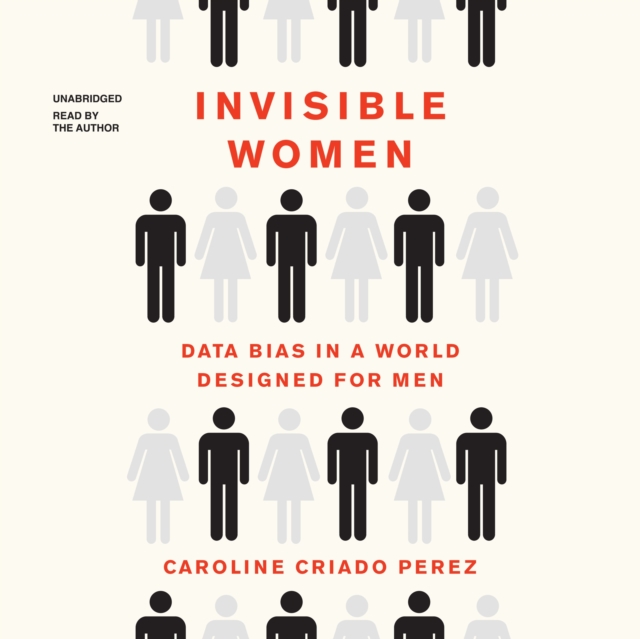 UNABRIDGED
READ BY
THE AUTHOR
INVISIBLE
WOMEN
DATA BIAS IN A WORLD
DESIGNED FOR MEN
CAROLINE CRIADO PEREZ